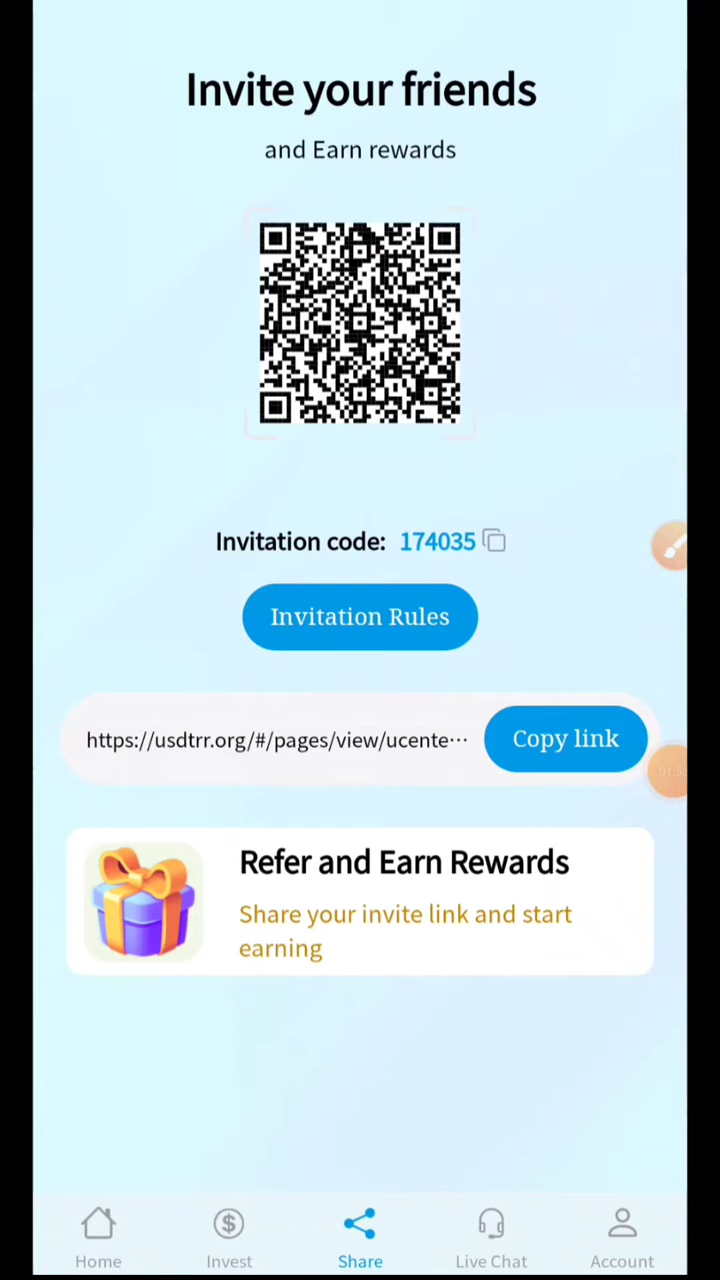 Invite your friends
and Earn rewards
Invitation code: 174035
Invitation Rules
https://usdtrr.org/#/pages/view/ucente···
Copy link
Refer and Earn Rewards
Share your invite link and start
earning
Home
Invest
Share
Live Chat
Account